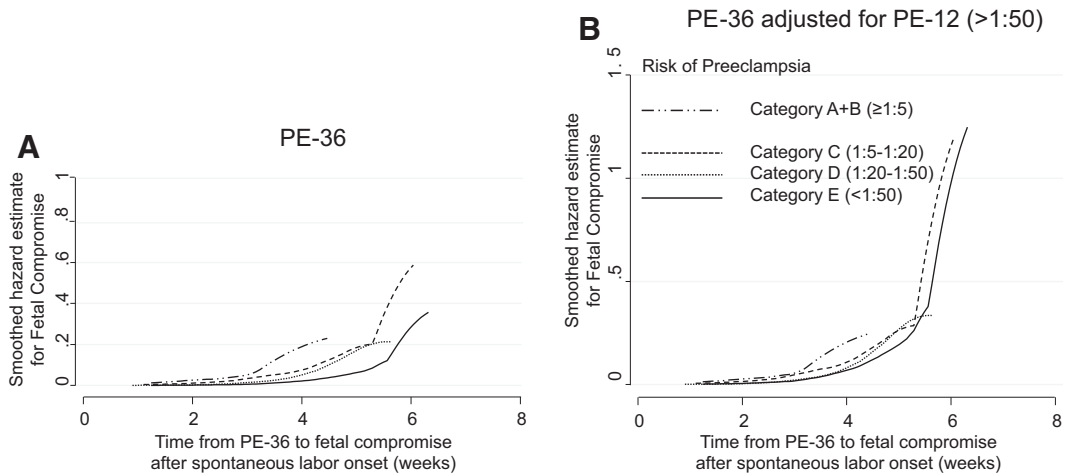 A
PE-36
Smoothed hazard estimate
for Fetal Compromise
0
.2
.4
.6
.8
1
0
2
4
6
8
Time from PE-36 to fetal compromise
after spontaneous labor onset (weeks)
B
PE-36 adjusted for PE-12 (>1:50)
Risk of Preeclampsia
Category A+B (≥1:5)
Category C (1:5-1:20)
Category D (1:20-1:50)
Category E (<1:50)
Smoothed hazard estimate
for Fetal Compromise
0
.5
1
1. 5
0
2
4
6
8
Time from PE-36 to fetal compromise
after spontaneous labor onset (weeks)